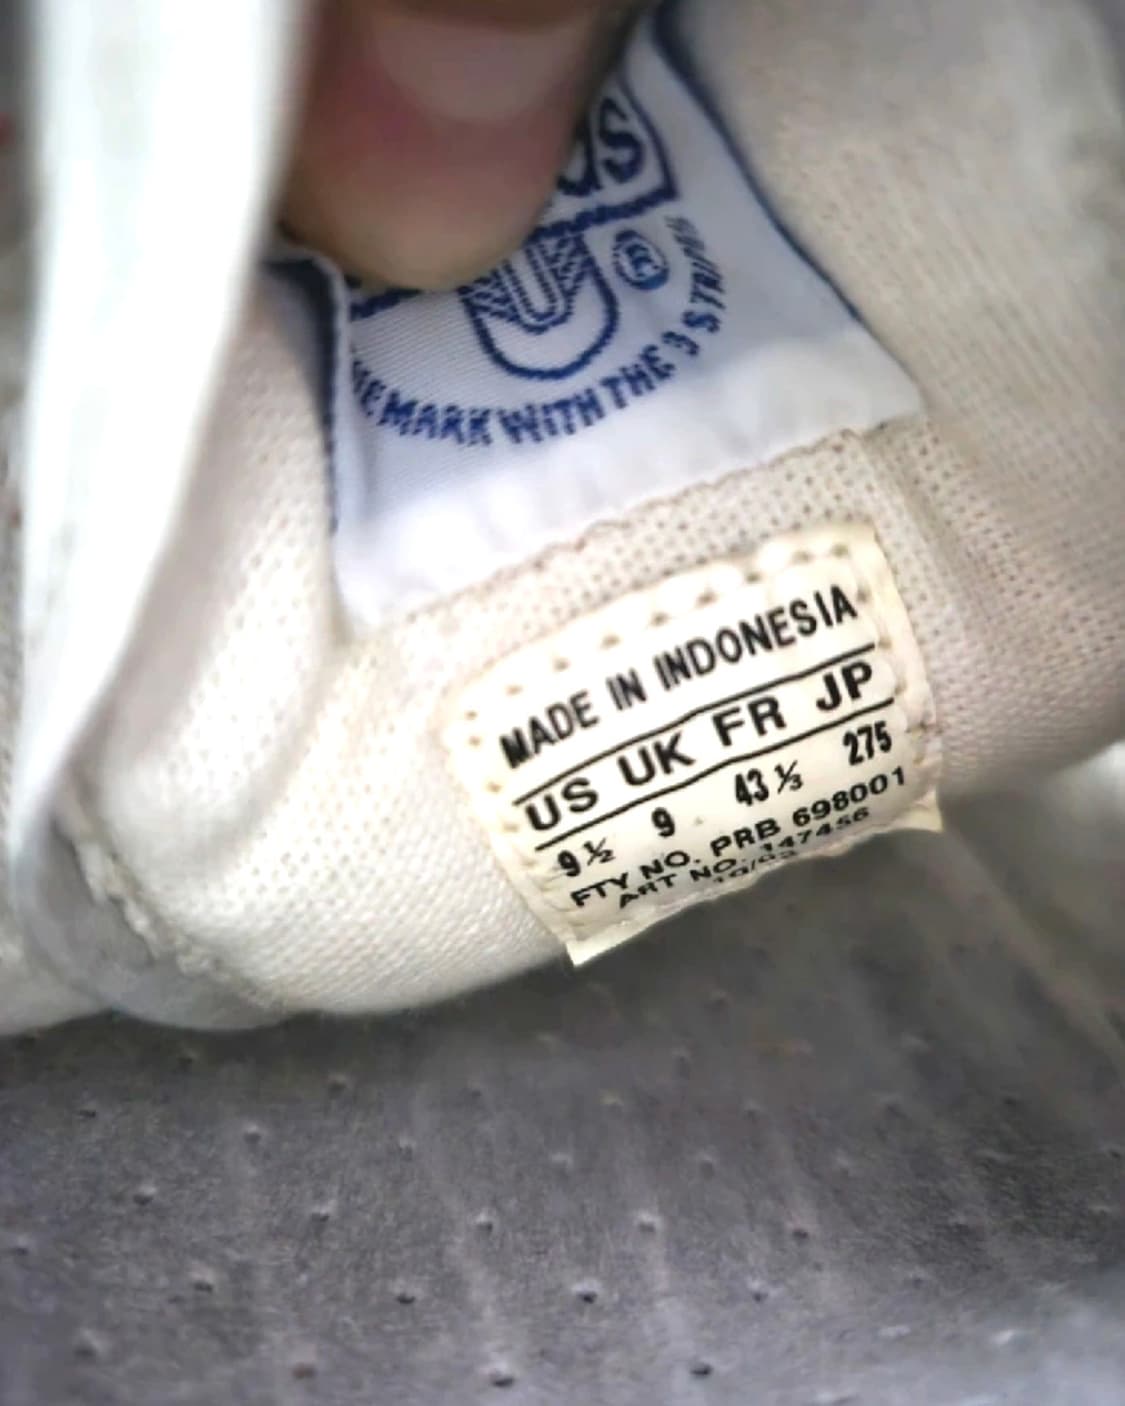 as
®
MARK WITH THE 3 STRIPES
MADE IN INDONESIA
US UK FR JP
9½ 9 43⅓ 275
FTY NO. PRB 698001
ART NO. 147456